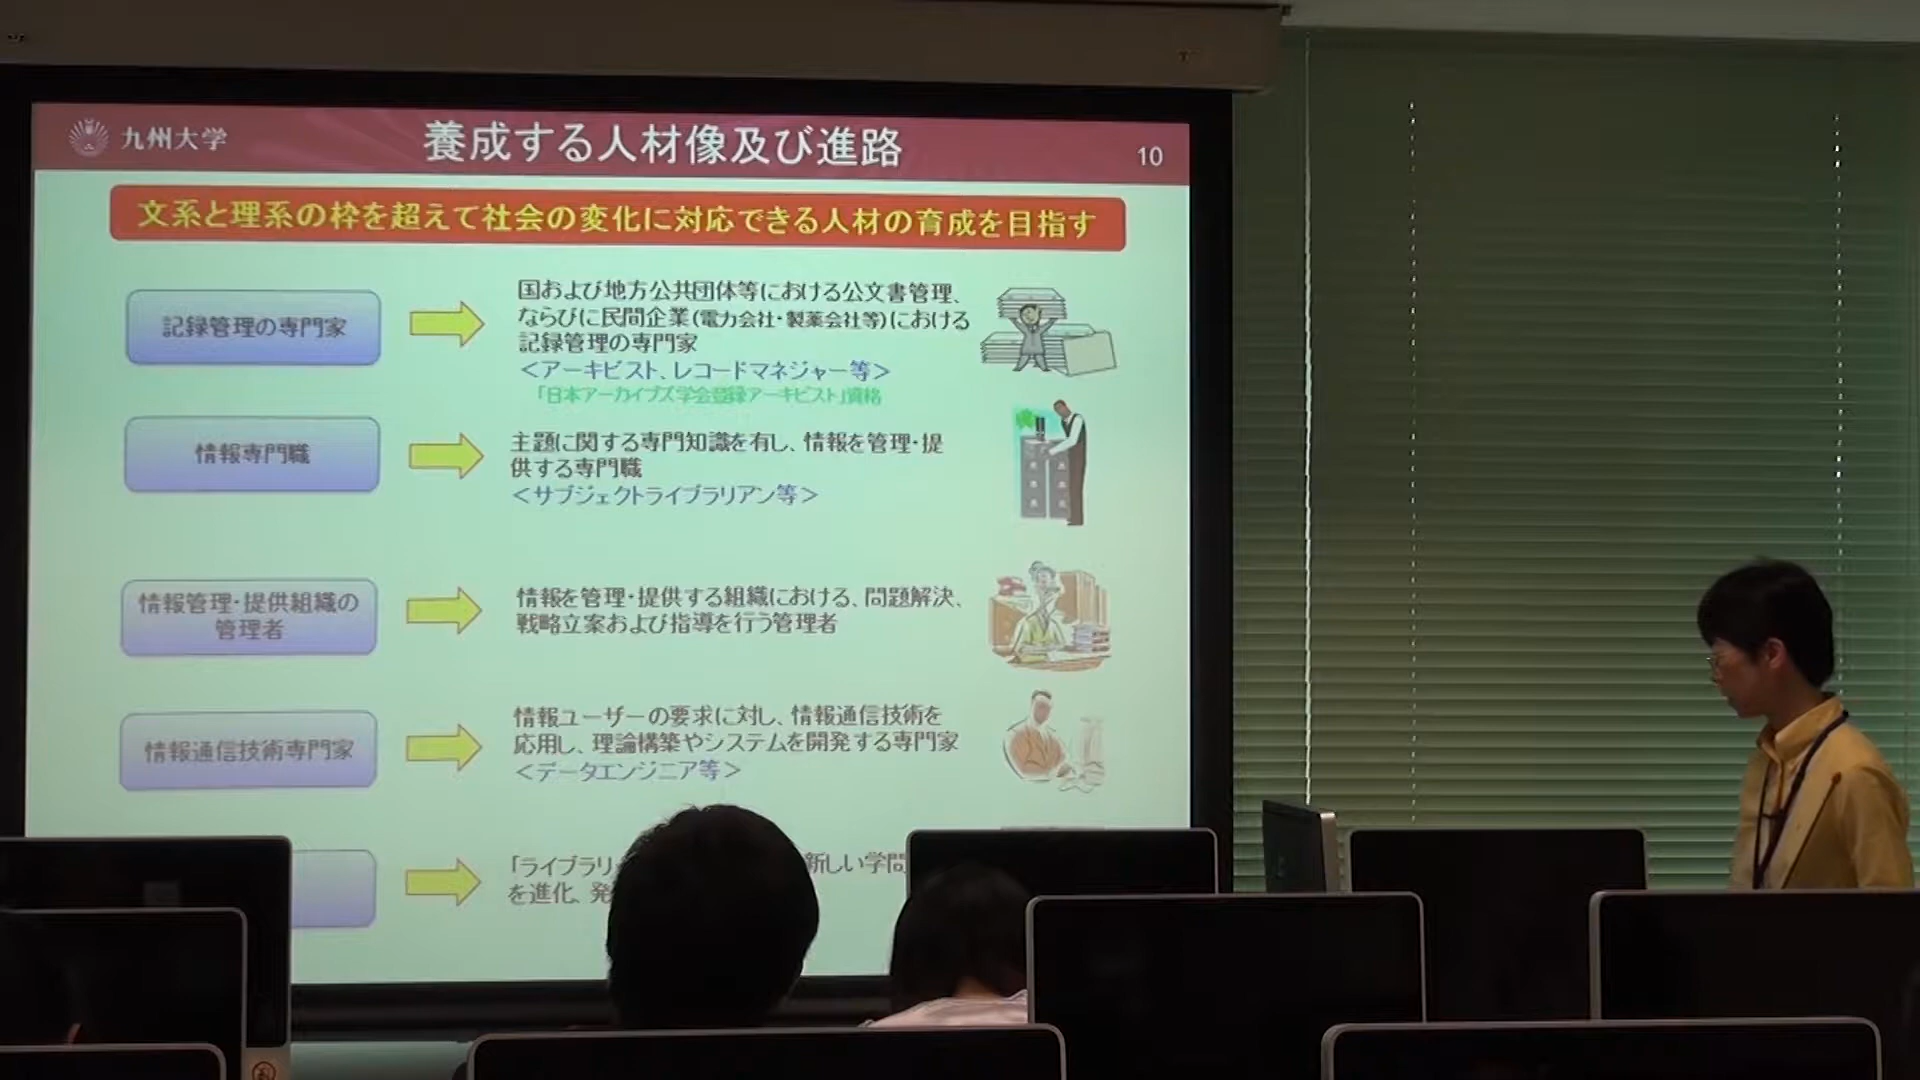 九州大学
養成する人材像及び進路
10
文系と理系の枠を超えて社会の変化に対応できる人材の育成を目指す
記録管理の専門家
国および地方公共団体等における公文書管理、
ならびに民間企業(電力会社・製薬会社等)における
記録管理の専門家
<アーキビスト、レコードマネジャー等>
「日本アーカイブズ学会登録アーキビスト」資格
情報専門職
主題に関する専門知識を有し、情報を管理・提
供する専門職
<サブジェクトライブラリアン等>
情報管理・提供組織の
管理者
情報を管理・提供する組織における、問題解決、
戦略立案および指導を行う管理者
情報通信技術専門家
情報ユーザーの要求に対し、情報通信技術を
応用し、理論構築やシステムを開発する専門家
<データエンジニア等>
「ライブラリ
新しい学問
を進化、発